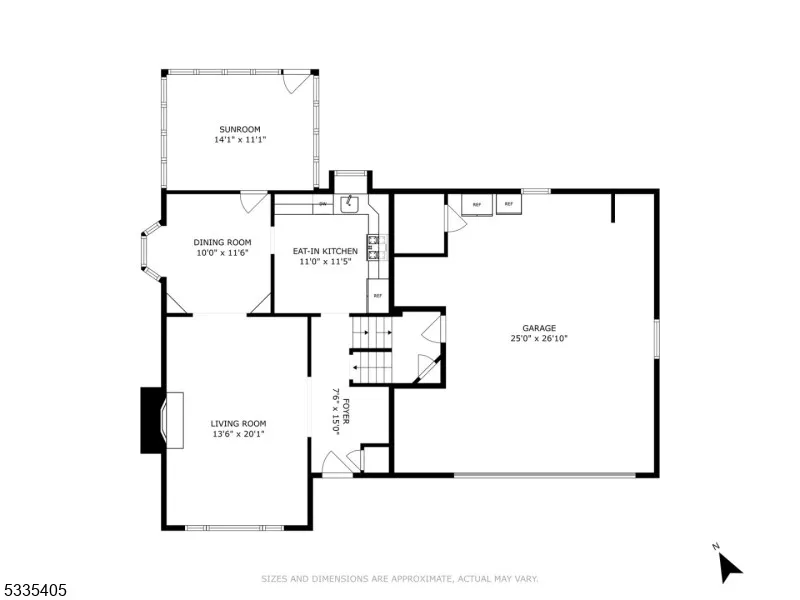 SUNROOM
14'1" x 11'1"
DW
REF
REF
DINING ROOM
10'0" x 11'6"
EAT-IN KITCHEN
11'0" x 11'5"
REF
GARAGE
25'0" x 26'10"
FOYER
7'6" x 15'0"
LIVING ROOM
13'6" x 20'1"
N
SIZES AND DIMENSIONS ARE APPROXIMATE, ACTUAL MAY VARY.
5335405